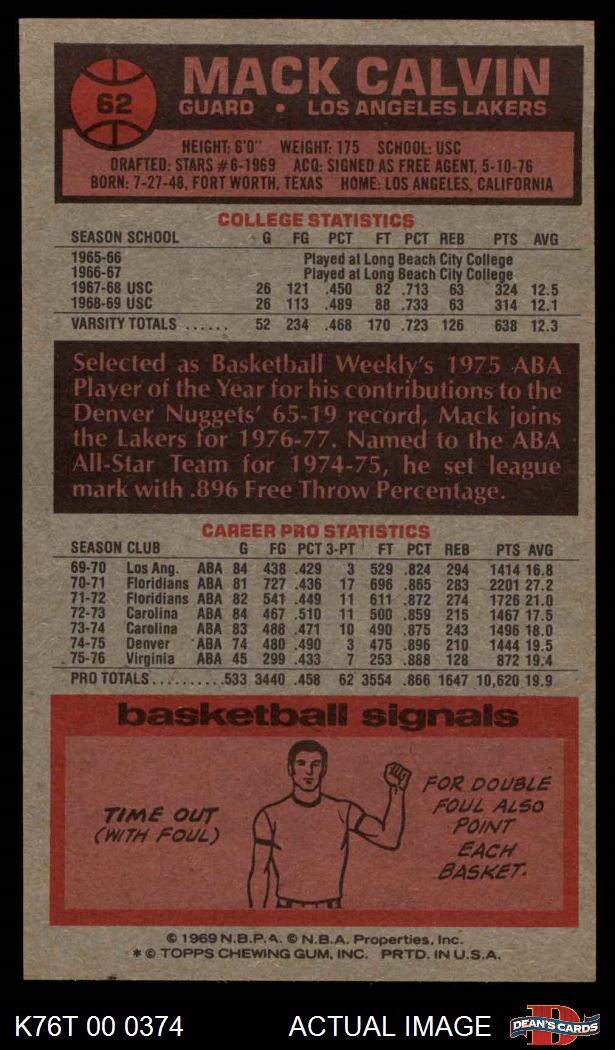 62
MACK CALVIN
GUARD • LOS ANGELES LAKERS
HEIGHT: 6'0" WEIGHT: 175 SCHOOL: USC
DRAFTED: STARS #6-1969 ACQ: SIGNED AS FREE AGENT, 5-10-76
BORN: 7-27-48, FORT WORTH, TEXAS HOME: LOS ANGELES, CALIFORNIA
COLLEGE STATISTICS
SEASON SCHOOL G FG PCT FT PCT REB PTS AVG
1965-66 Played at Long Beach City College
1966-67 Played at Long Beach City College
1967-68 USC 26 121 .450 82 .713 63 324 12.5
1968-69 USC 26 113 .489 88 .733 63 314 12.1
VARSITY TOTALS ...... 52 234 .468 170 .723 126 638 12.3
Selected as Basketball Weekly's 1975 ABA
Player of the Year for his contributions to the
Denver Nuggets' 65-19 record, Mack joins
the Lakers for 1976-77. Named to the ABA
All-Star Team for 1974-75, he set league
mark with .896 Free Throw Percentage.
CAREER PRO STATISTICS
SEASON CLUB G FG PCT 3-PT FT PCT REB PTS AVG
69-70 Los Ang. ABA 84 438 .429 3 529 .824 294 1414 16.8
70-71 Floridians ABA 81 727 .436 17 696 .865 283 2201 27.2
71-72 Floridians ABA 82 541 .449 11 611 .872 274 1726 21.0
72-73 Carolina ABA 84 467 .510 11 500 .859 215 1467 17.5
73-74 Carolina ABA 83 488 .471 10 490 .875 243 1496 18.0
74-75 Denver ABA 74 480 .490 3 475 .896 210 1444 19.5
75-76 Virginia ABA 45 299 .433 7 253 .888 128 872 19.4
PRO TOTALS..........533 3440 .458 62 3554 .866 1647 10,620 19.9
basketball signals
TIME OUT
(WITH FOUL)
FOR DOUBLE
FOUL ALSO
POINT
EACH
BASKET.
© 1969 N.B.P.A. © N.B.A. Properties, Inc.
* © TOPPS CHEWING GUM, INC. PRTD. IN U.S.A.
K76T 00 0374 ACTUAL IMAGE
D
DEAN'S CARDS